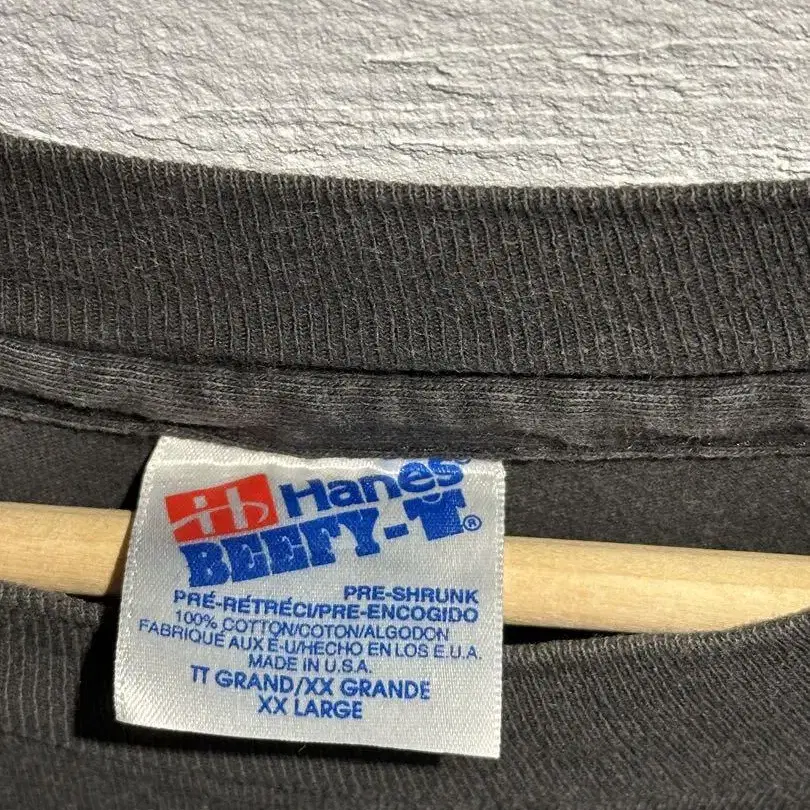 Hanes
BEEFY-T®
PRE-SHRUNK
PRÉ-RÉTRÉCI/PRE-ENCOGIDO
100% COTTON/COTON/ALGODON
FABRIQUÉ AUX É-U/HECHO EN LOS E.U.A.
MADE IN U.S.A.
TT GRAND/XX GRANDE
XX LARGE